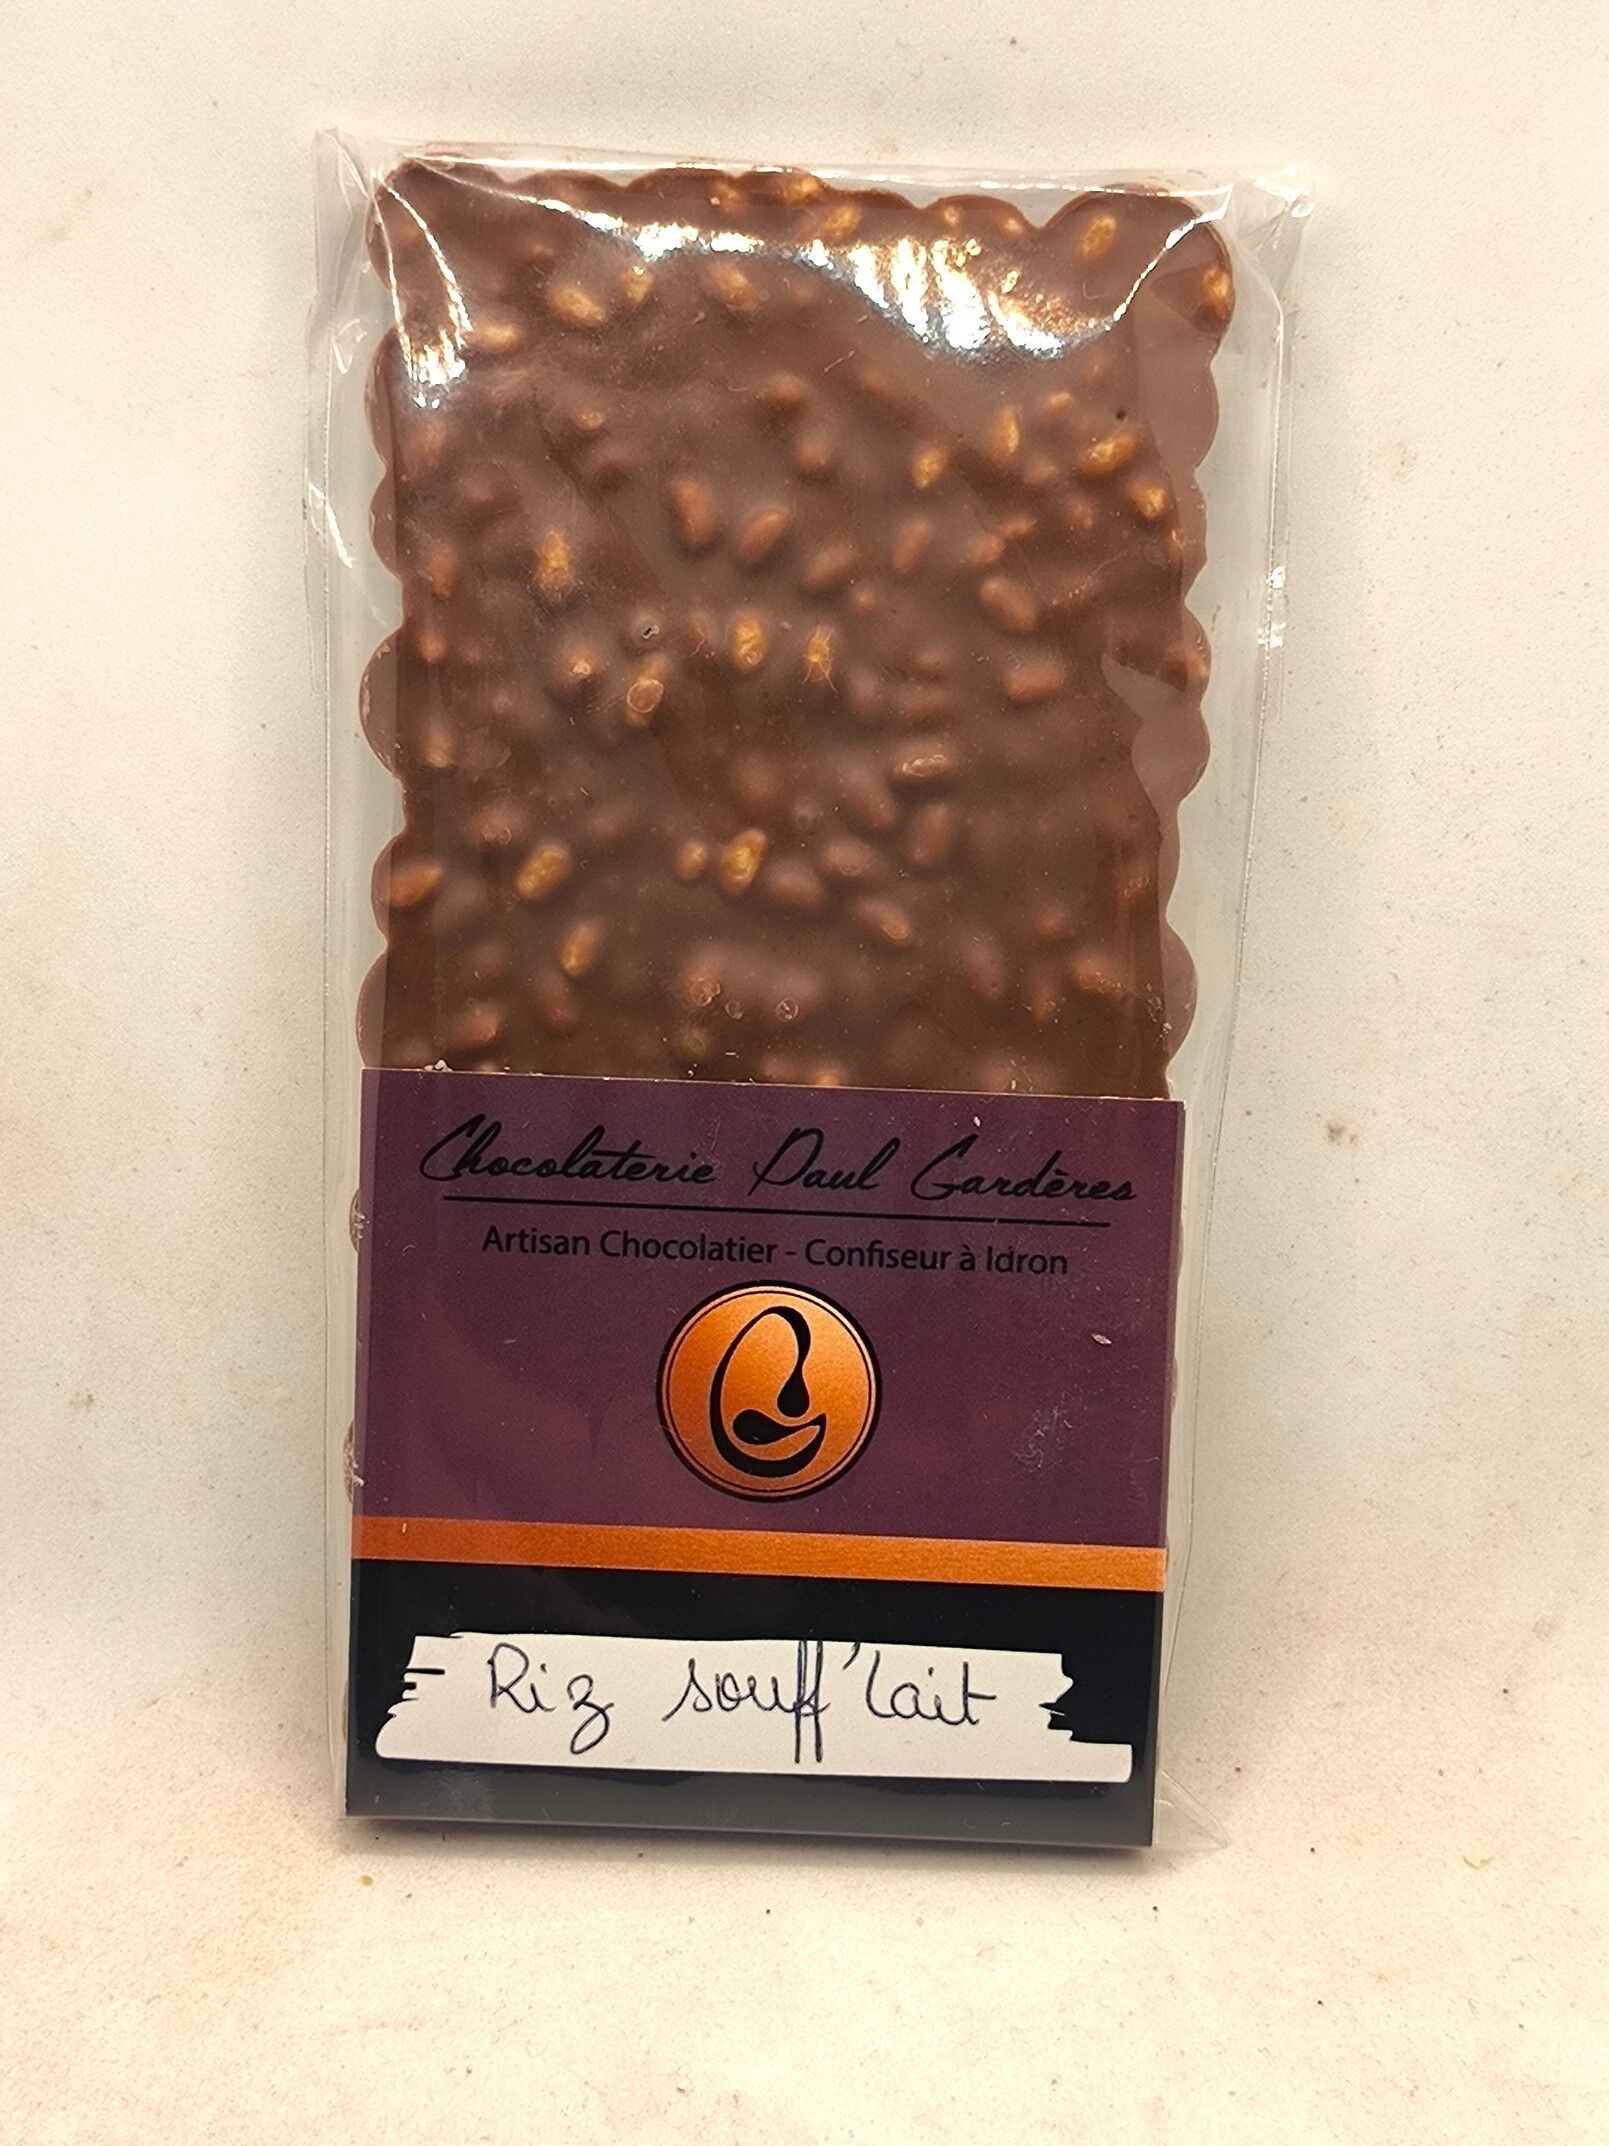 Chocolaterie Paul Gardères
Artisan Chocolatier - Confiseur à Idron
Riz souff'lait